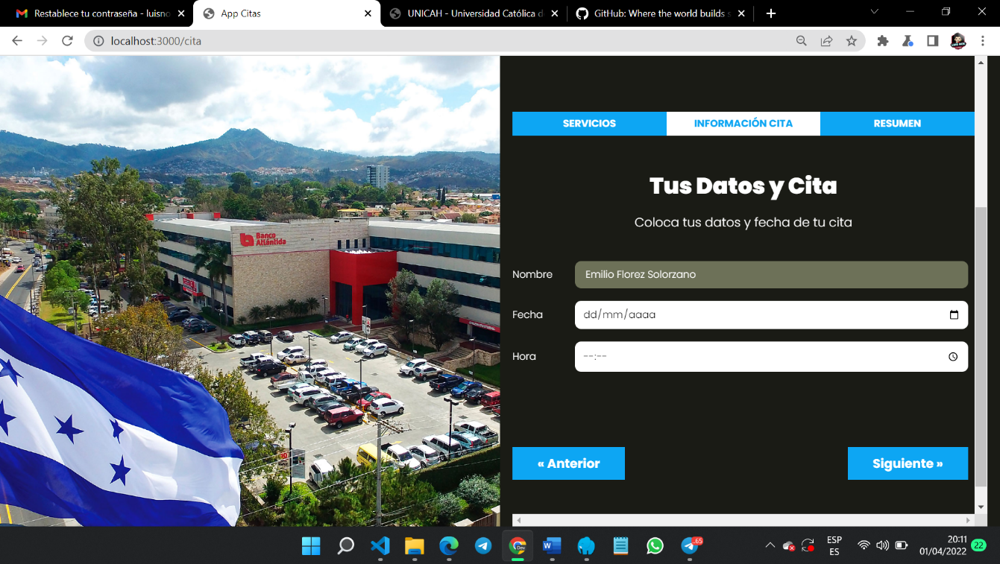 Restablece tu contraseña - luisno
App Citas
UNICAH - Universidad Católica d
GitHub: Where the world builds s
localhost:3000/cita
SERVICIOS
INFORMACIÓN CITA
RESUMEN
Tus Datos y Cita
Coloca tus datos y fecha de tu cita
Nombre
Emilio Florez Solorzano
Fecha
dd/mm/aaaa
Hora
--:--
« Anterior
Siguiente »
Banco
Atlántida
Dev
W
65
ESP
ES
20:11
01/04/2022
22